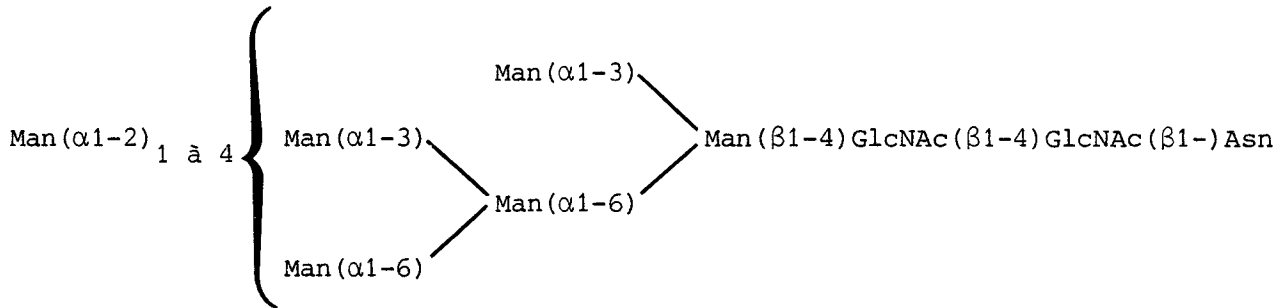 Man(α1-3)
Man(α1-2)1 à 4 Man(α1-3) Man(β1-4)GlcNAc(β1-4)GlcNAc(β1-)Asn
Man(α1-6)
Man(α1-6)